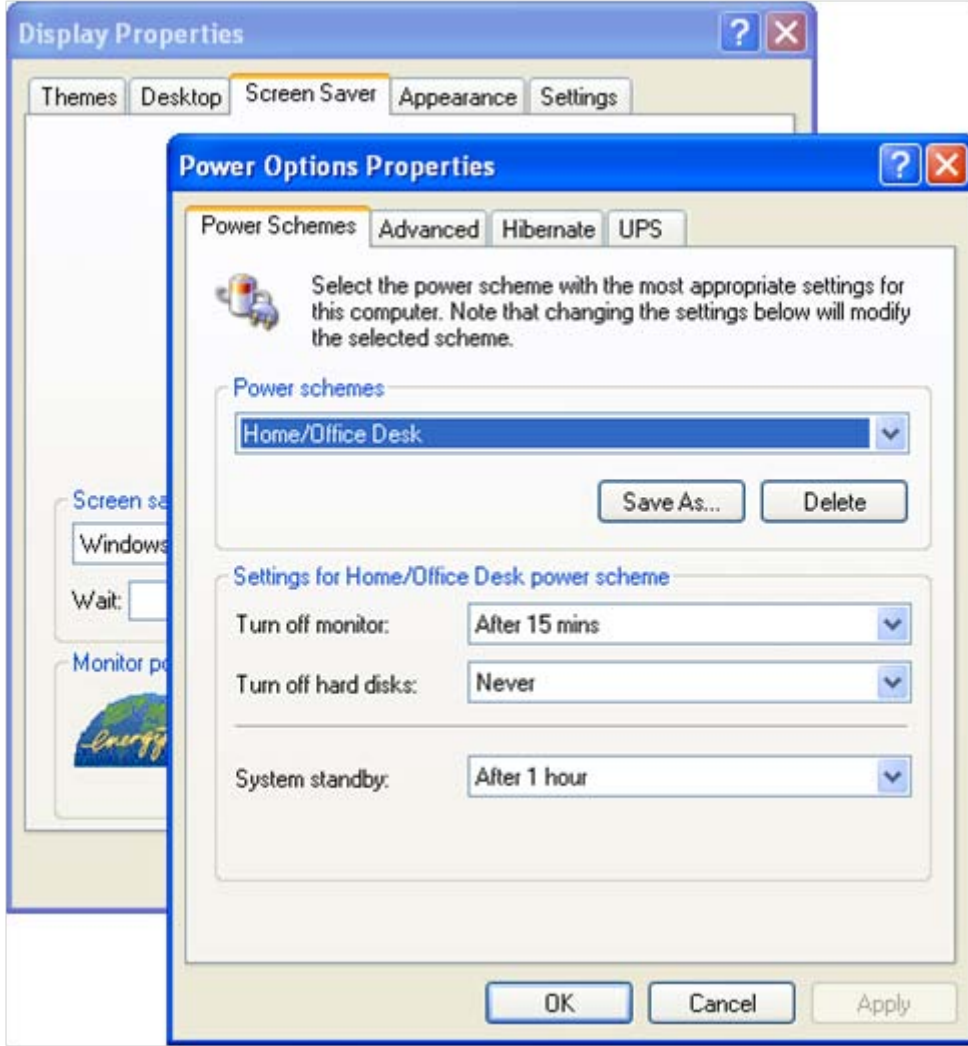 Display Properties
Themes Desktop Screen Saver Appearance Settings
Power Options Properties
Power Schemes Advanced Hibernate UPS
Select the power scheme with the most appropriate settings for
this computer. Note that changing the settings below will modify
the selected scheme.
Power schemes
Home/Office Desk
Save As... Delete
Screen sa
Windows
Wait:
Settings for Home/Office Desk power scheme
Turn off monitor: After 15 mins
Monitor po
Turn off hard disks: Never
energy
System standby: After 1 hour
OK Cancel Apply